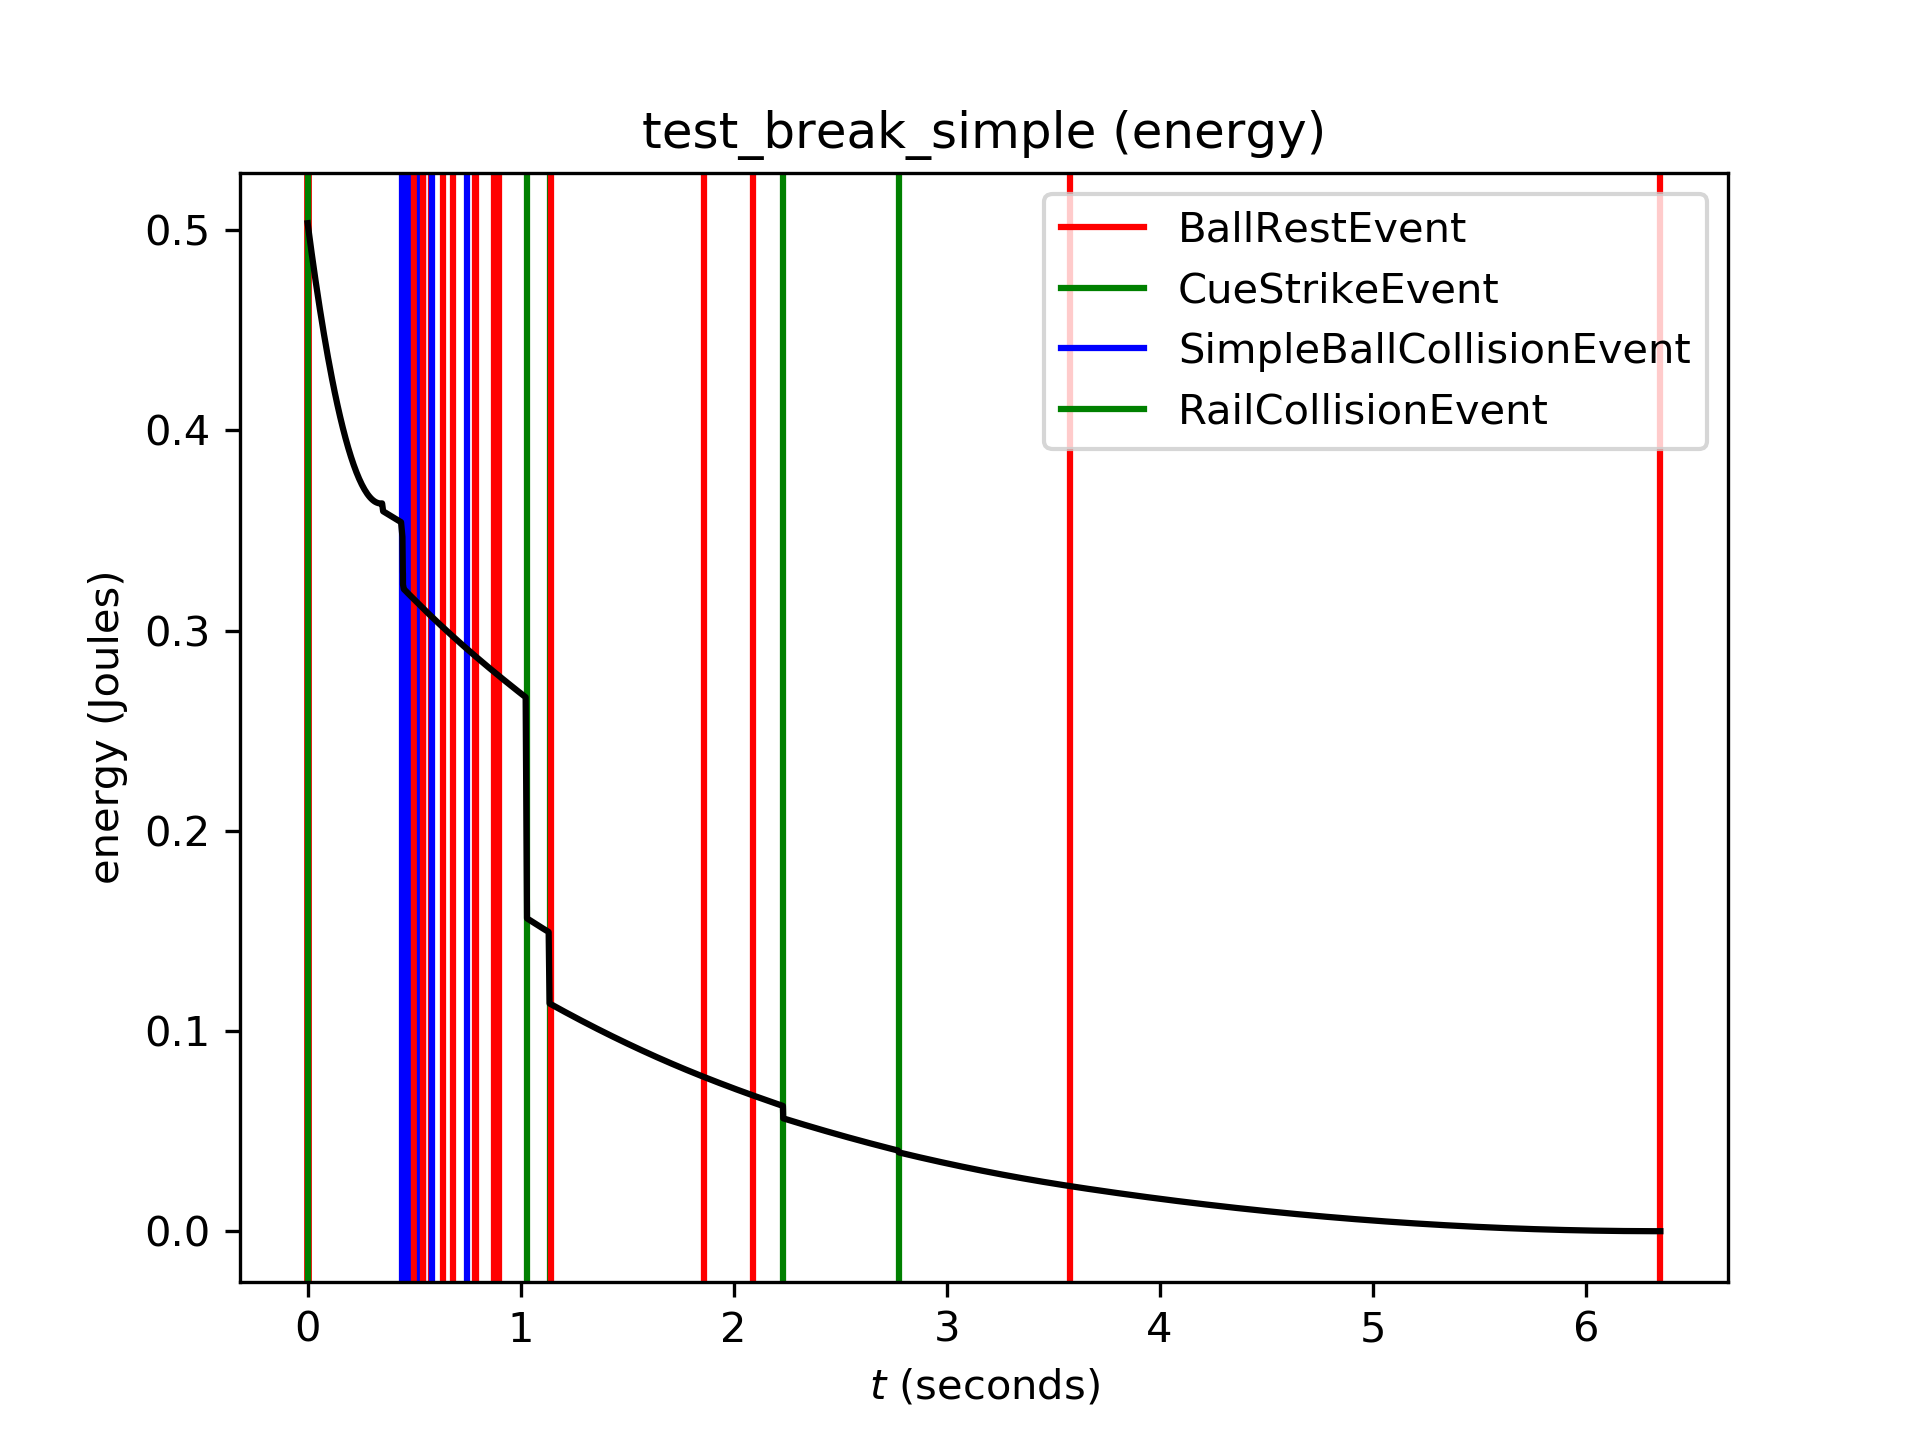 test_break_simple (energy)
BallRestEvent
CueStrikeEvent
SimpleBallCollisionEvent
RailCollisionEvent
energy (Joules)
0.5
0.4
0.3
0.2
0.1
0.0
0 1 2 3 4 5 6
t (seconds)